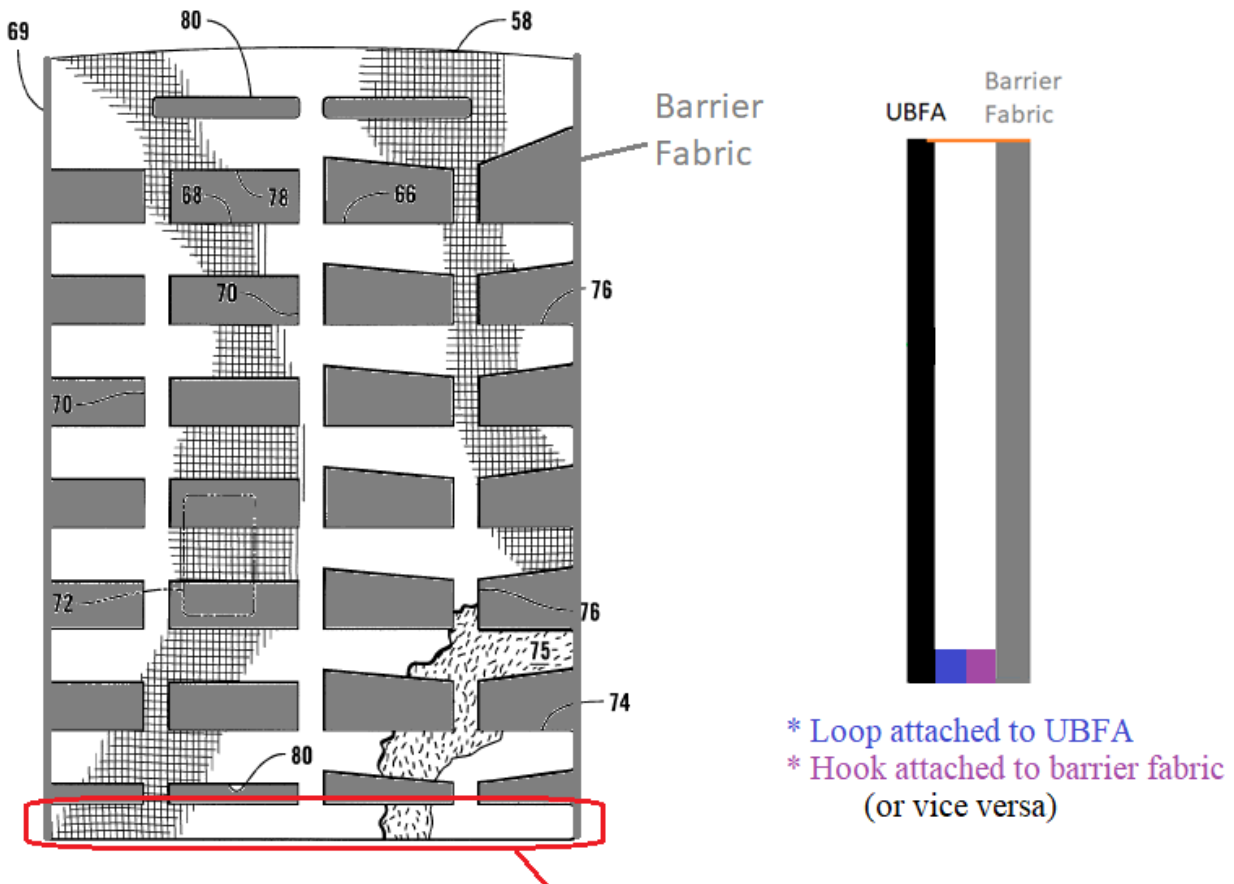 69
80
58
Barrier
Fabric
68
78
66
70
76
70
72
76
75
74
80
UBFA
Barrier
Fabric
* Loop attached to UBFA
* Hook attached to barrier fabric
(or vice versa)